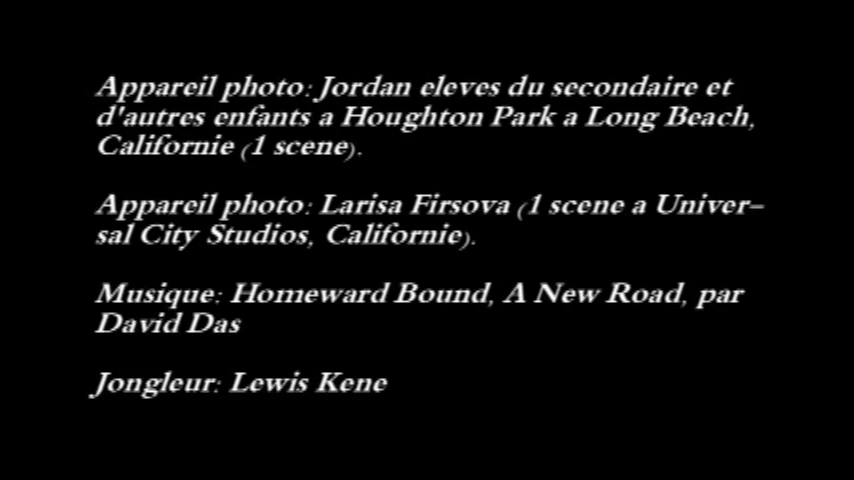 Appareil photo: Jordan eleves du secondaire et
d'autres enfants a Houghton Park a Long Beach,
Californie (1 scene).
Appareil photo: Larisa Firsova (1 scene a Univer-
sal City Studios, Californie).
Musique: Homeward Bound, A New Road, par
David Das
Jongleur: Lewis Kene